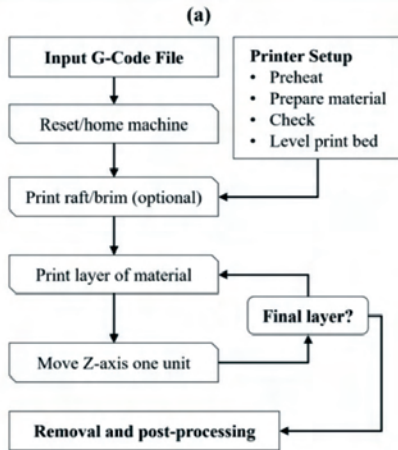 (a)
Input G-Code File
Reset/home machine
Print raft/brim (optional)
Print layer of material
Move Z-axis one unit
Removal and post-processing
Printer Setup
• Preheat
• Prepare material
• Check
• Level print bed
Final layer?